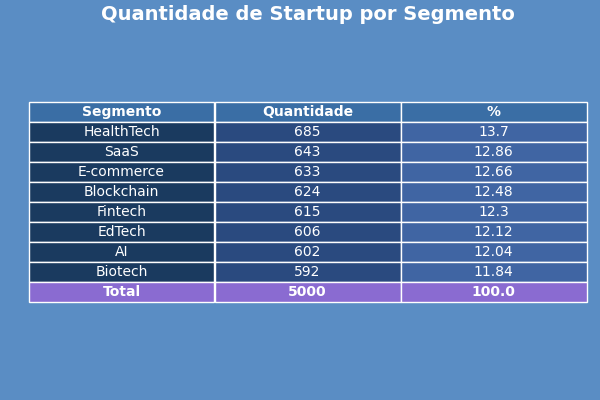 Quantidade de Startup por Segmento
Segmento Quantidade %
HealthTech 685 13.7
SaaS 643 12.86
E-commerce 633 12.66
Blockchain 624 12.48
Fintech 615 12.3
EdTech 606 12.12
AI 602 12.04
Biotech 592 11.84
Total 5000 100.0